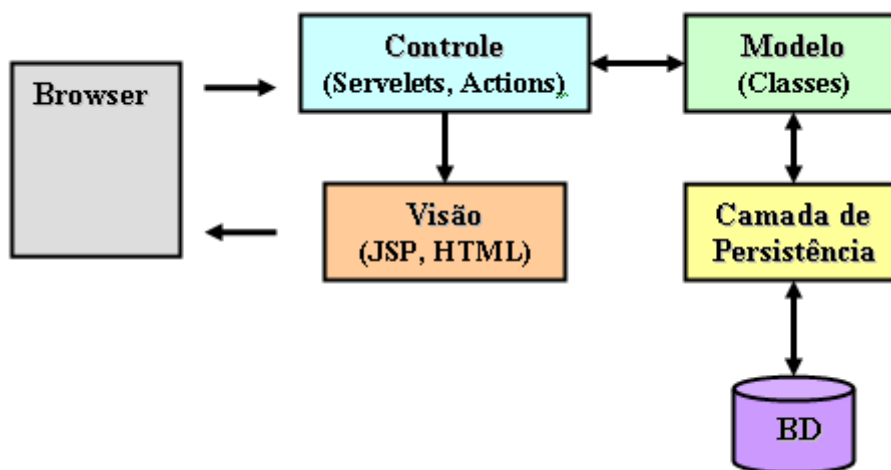 Browser
Controle
(Servelets, Actions)
Modelo
(Classes)
Visão
(JSP, HTML)
Camada de
Persistência
BD